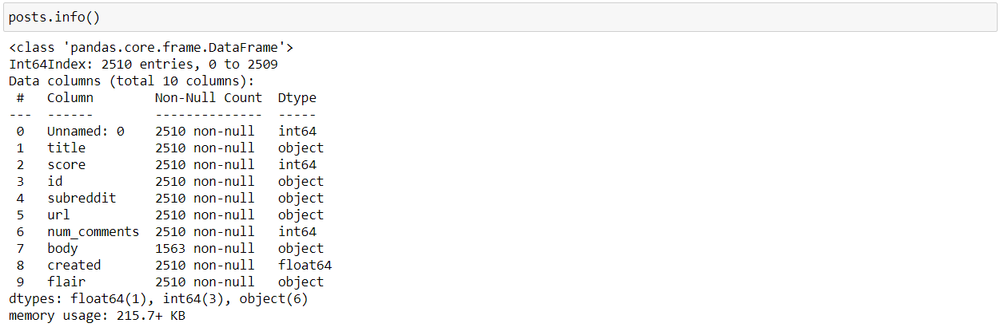 posts.info()
<class 'pandas.core.frame.DataFrame'>
Int64Index: 2510 entries, 0 to 2509
Data columns (total 10 columns):
 #   Column        Non-Null Count  Dtype
---  ------        --------------  -----
 0   Unnamed: 0    2510 non-null   int64
 1   title         2510 non-null   object
 2   score         2510 non-null   int64
 3   id            2510 non-null   object
 4   subreddit     2510 non-null   object
 5   url           2510 non-null   object
 6   num_comments  2510 non-null   int64
 7   body          1563 non-null   object
 8   created       2510 non-null   float64
 9   flair         2510 non-null   object
dtypes: float64(1), int64(3), object(6)
memory usage: 215.7+ KB